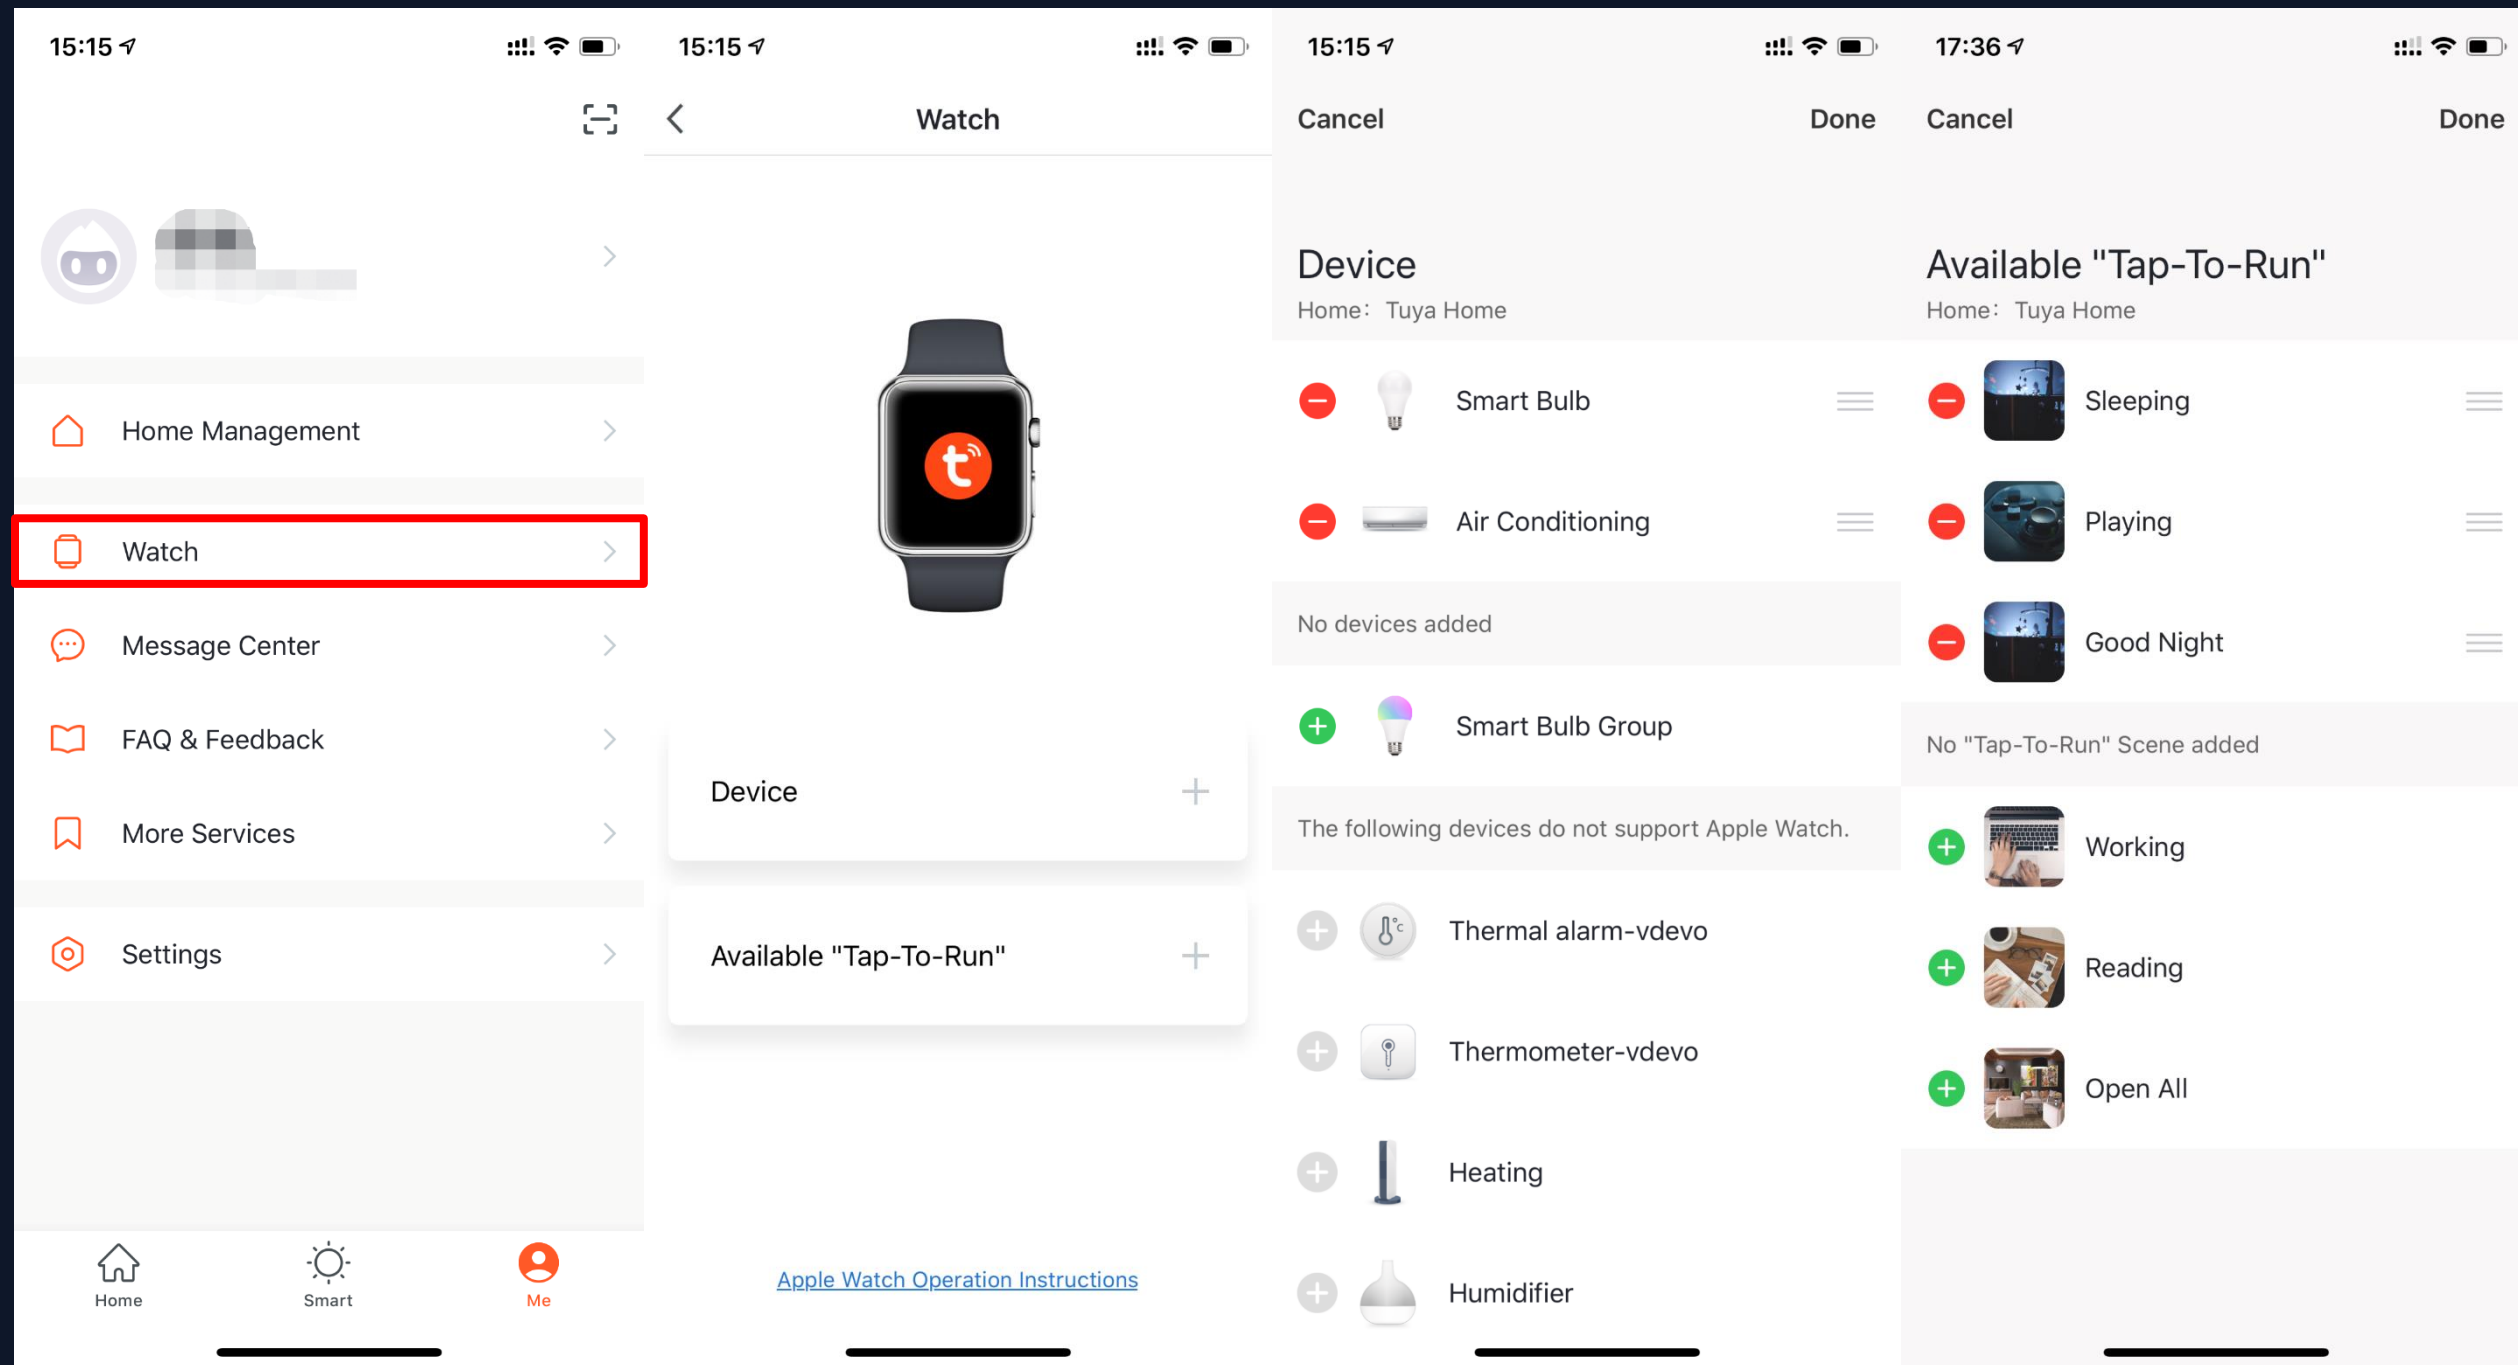 15:15
Home Management
Watch
Message Center
FAQ & Feedback
More Services
Settings
Home
Smart
Me
15:15
Watch
Device
Available "Tap-To-Run"
Apple Watch Operation Instructions
15:15
Cancel
Done
Device
Home: Tuya Home
Smart Bulb
Air Conditioning
No devices added
Smart Bulb Group
The following devices do not support Apple Watch.
Thermal alarm-vdevo
Thermometer-vdevo
Heating
Humidifier
17:36
Cancel
Done
Available "Tap-To-Run"
Home: Tuya Home
Sleeping
Playing
Good Night
No "Tap-To-Run" Scene added
Working
Reading
Open All